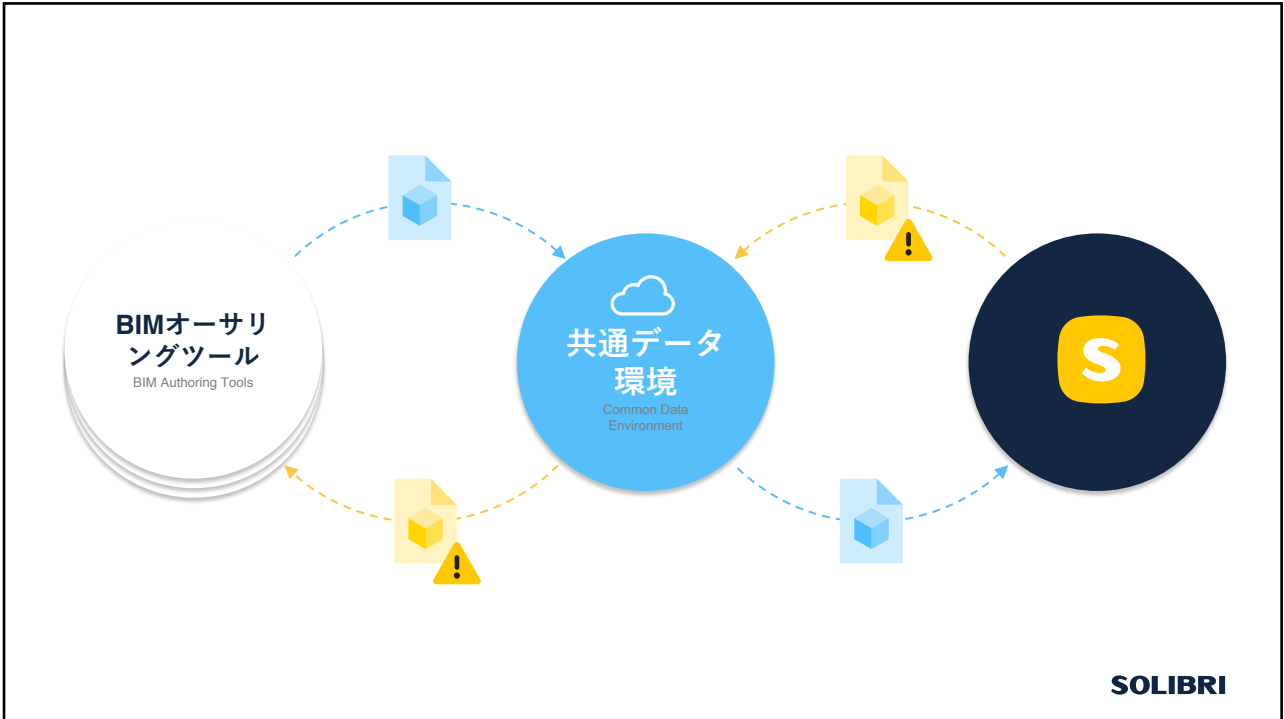 BIMオーサリ
ングツール
BIM Authoring Tools
共通データ
環境
Common Data
Environment
S
SOLIBRI